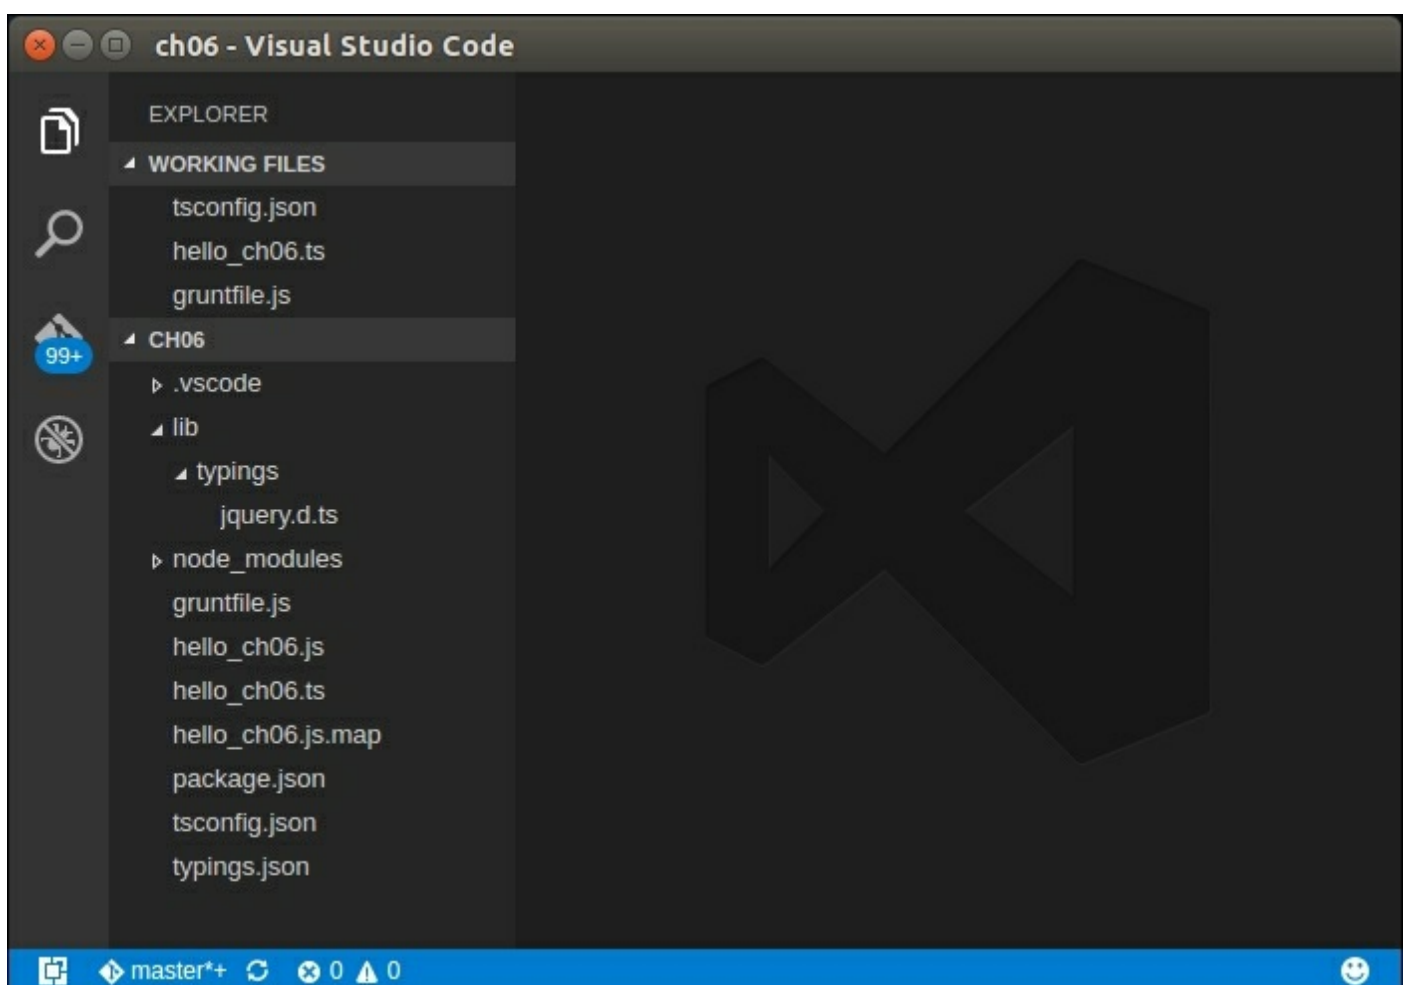 ch06 - Visual Studio Code
EXPLORER
WORKING FILES
tsconfig.json
hello_ch06.ts
gruntfile.js
99+
CH06
.vscode
lib
typings
jquery.d.ts
node_modules
gruntfile.js
hello_ch06.js
hello_ch06.ts
hello_ch06.js.map
package.json
tsconfig.json
typings.json
master*+ 0 0